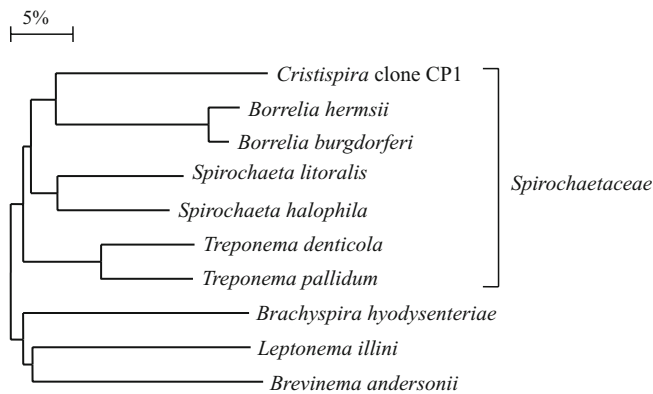 5%
Cristispira clone CP1
Borrelia hermsii
Borrelia burgdorferi
Spirochaeta litoralis
Spirochaetaceae
Spirochaeta halophila
Treponema denticola
Treponema pallidum
Brachyspira hyodysenteriae
Leptonema illini
Brevinema andersonii